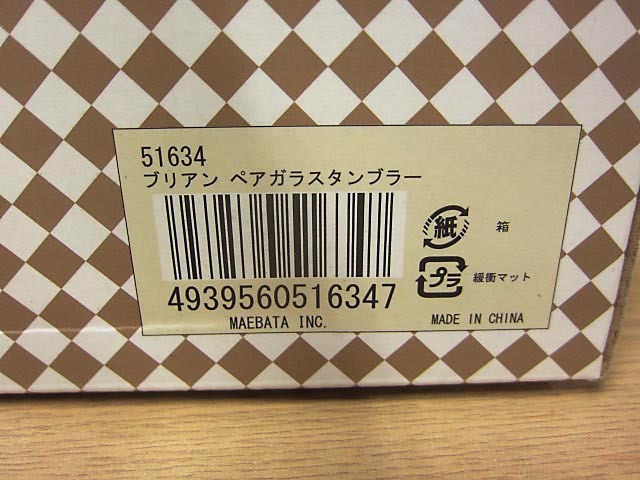 51634
ブリアン ペアガラスタンブラー
4939560516347
MAEBATA INC.
紙 箱
プラ 緩衝マット
MADE IN CHINA